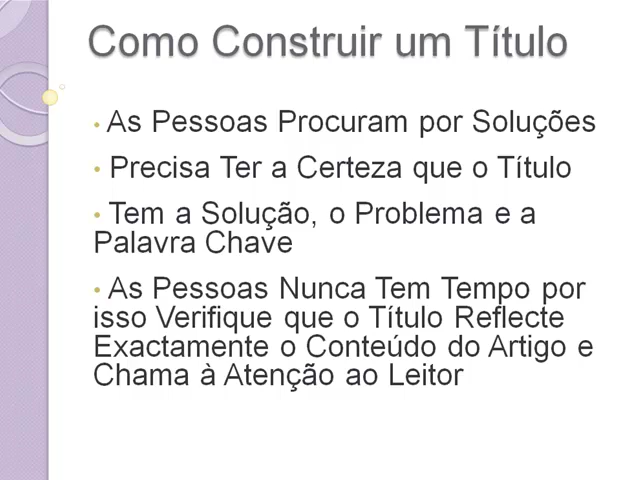 Como Construir um Título
• As Pessoas Procuram por Soluções
• Precisa Ter a Certeza que o Título
• Tem a Solução, o Problema e a
Palavra Chave
• As Pessoas Nunca Tem Tempo por
isso Verifique que o Título Reflecte
Exactamente o Conteúdo do Artigo e
Chama à Atenção ao Leitor